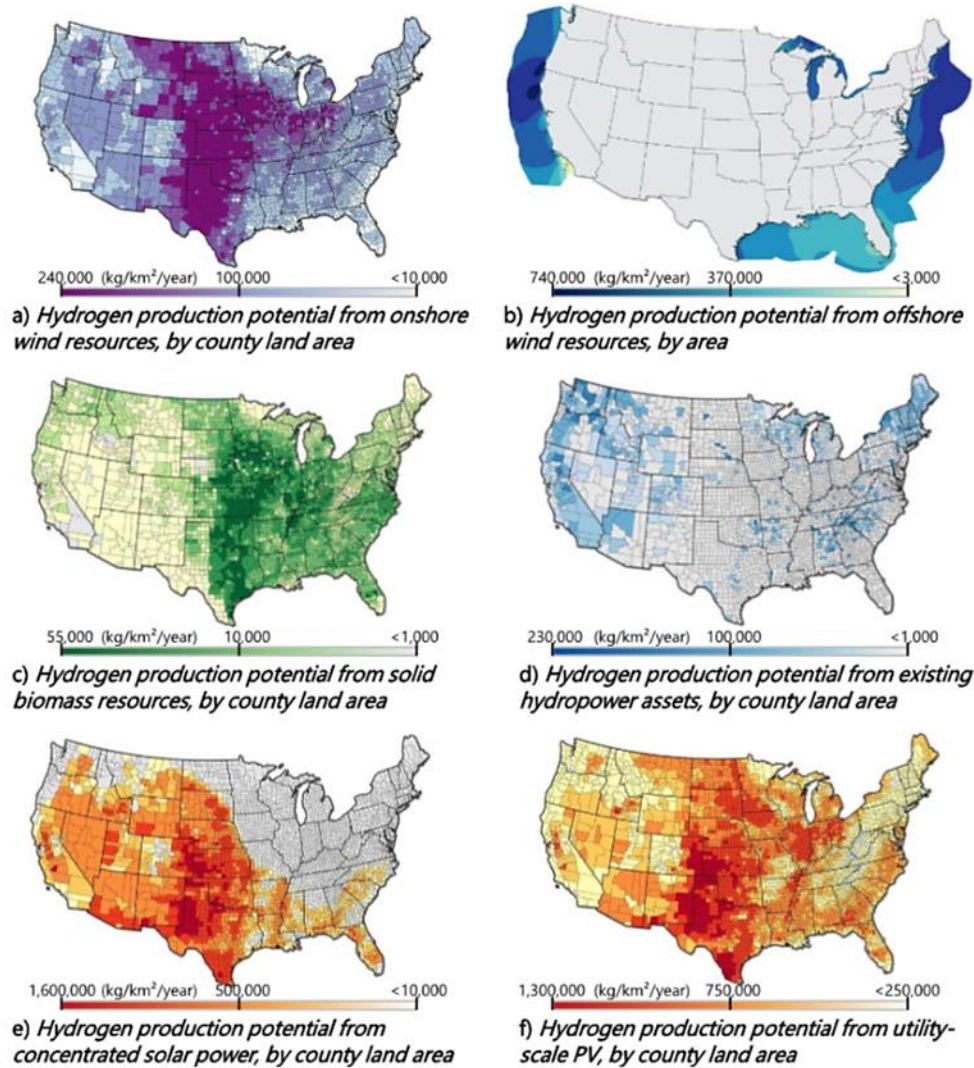 240,000 (kg/km²/year) 100,000 <10,000
a) Hydrogen production potential from onshore
wind resources, by county land area
740,000 (kg/km²/year) 370,000 <3,000
b) Hydrogen production potential from offshore
wind resources, by area
55,000 (kg/km²/year) 10,000 <1,000
c) Hydrogen production potential from solid
biomass resources, by county land area
230,000 (kg/km²/year) 100,000 <1,000
d) Hydrogen production potential from existing
hydropower assets, by county land area
1,600,000 (kg/km²/year) 500,000 <10,000
e) Hydrogen production potential from
concentrated solar power, by county land area
1,300,000 (kg/km²/year) 750,000 <250,000
f) Hydrogen production potential from utility-
scale PV, by county land area